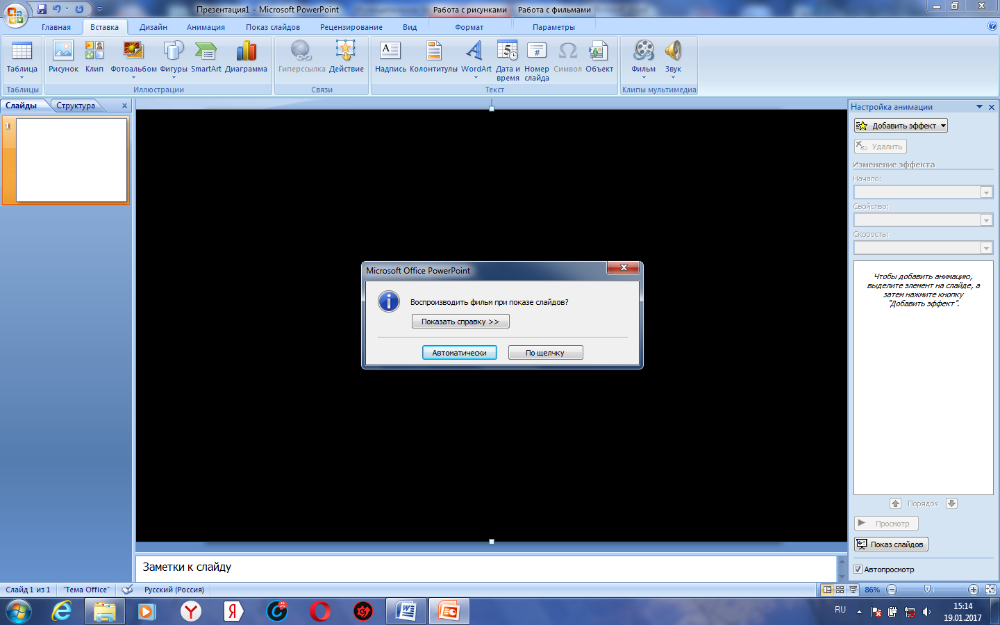 Презентация1 - Microsoft PowerPoint
Работа с рисунками
Работа с фильмами
Главная
Вставка
Дизайн
Анимация
Показ слайдов
Рецензирование
Вид
Формат
Параметры
Таблица
Рисунок
Клип
Фотоальбом
Фигуры
SmartArt
Диаграмма
Гиперссылка
Действие
Надпись
Колонтитулы
WordArt
Дата и
время
Номер
слайда
Символ
Объект
Фильм
Звук
Таблицы
Иллюстрации
Связи
Текст
Клипы мультимедиа
Слайды
Структура
1
Microsoft Office PowerPoint
Воспроизводить фильм при показе слайдов?
Показать справку >>
Автоматически
По щелчку
Настройка анимации
Добавить эффект
Удалить
Изменение эффекта
Начало:
Свойство:
Скорость:
Чтобы добавить анимацию,
выделите элемент на слайде, а
затем нажмите кнопку
"Добавить эффект".
Порядок
Просмотр
Показ слайдов
Автопросмотр
Заметки к слайду
Слайд 1 из 1
"Тема Office"
Русский (Россия)
86%
RU
15:14
19.01.2017